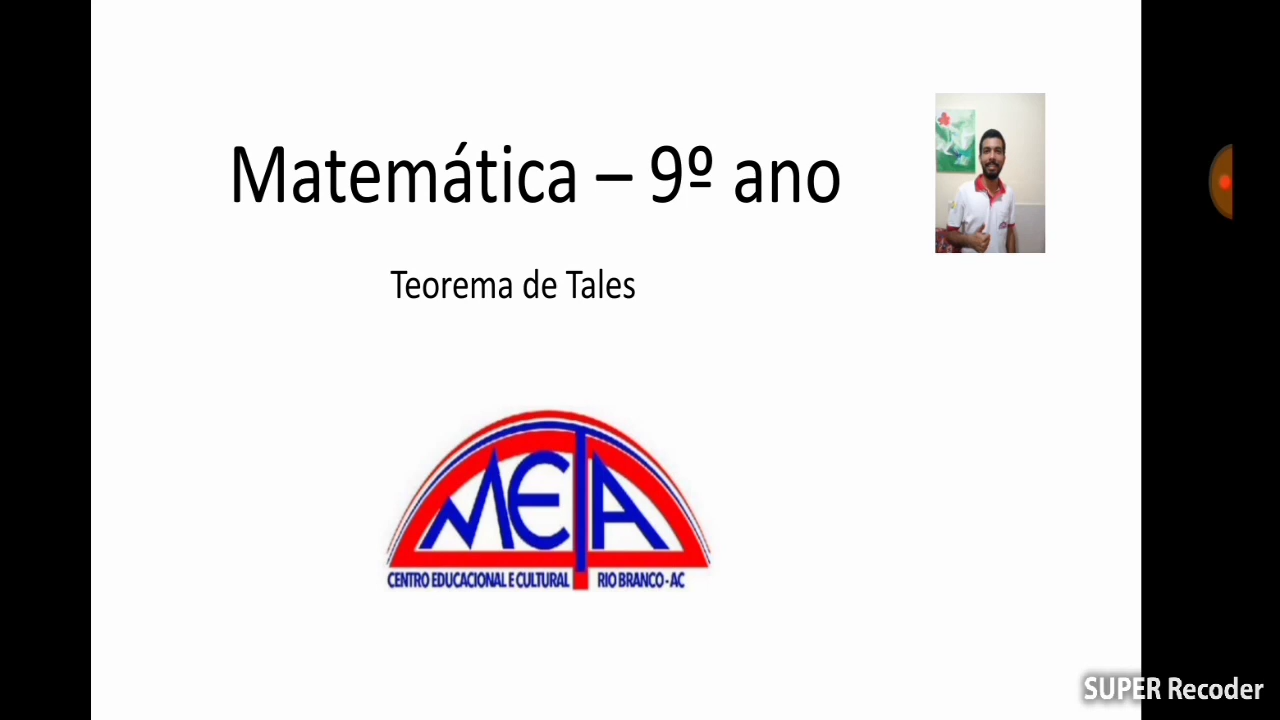 Matemática – 9º ano
Teorema de Tales
META
CENTRO EDUCACIONAL E CULTURAL RIO BRANCO - AC
SUPER Recoder